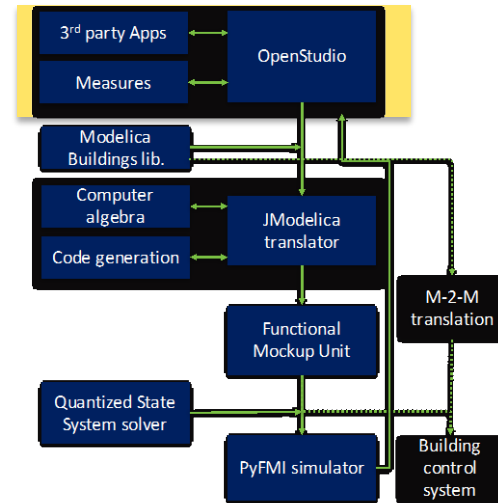 3rd party Apps
OpenStudio
Measures
Modelica
Buildings lib.
Computer
algebra
JModelica
translator
Code generation
M-2-M
translation
Functional
Mockup Unit
Quantized State
System solver
PyFMI simulator
Building
control
system